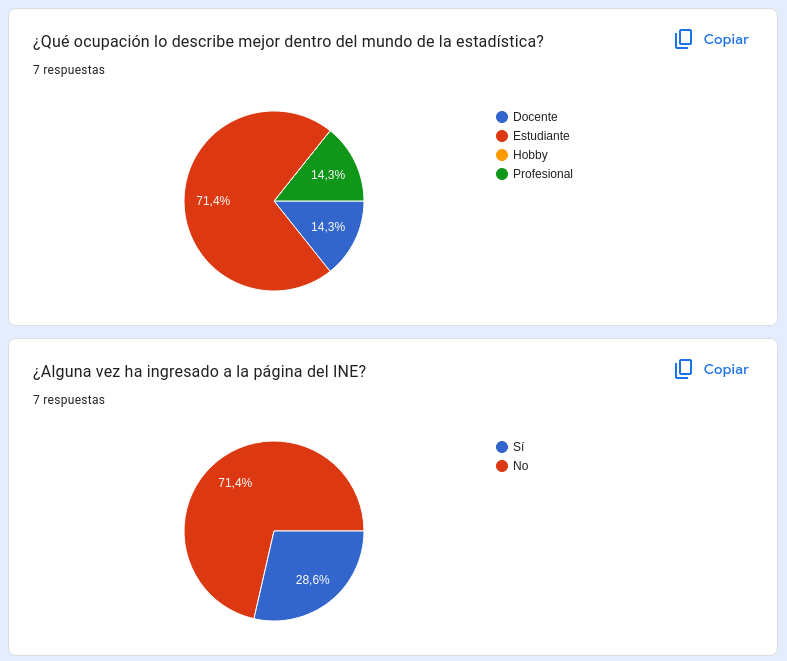 ¿Qué ocupación lo describe mejor dentro del mundo de la estadística?
Copiar
7 respuestas
Docente
Estudiante
Hobby
Profesional
14,3%
71,4%
14,3%
¿Alguna vez ha ingresado a la página del INE?
Copiar
7 respuestas
Sí
No
71,4%
28,6%